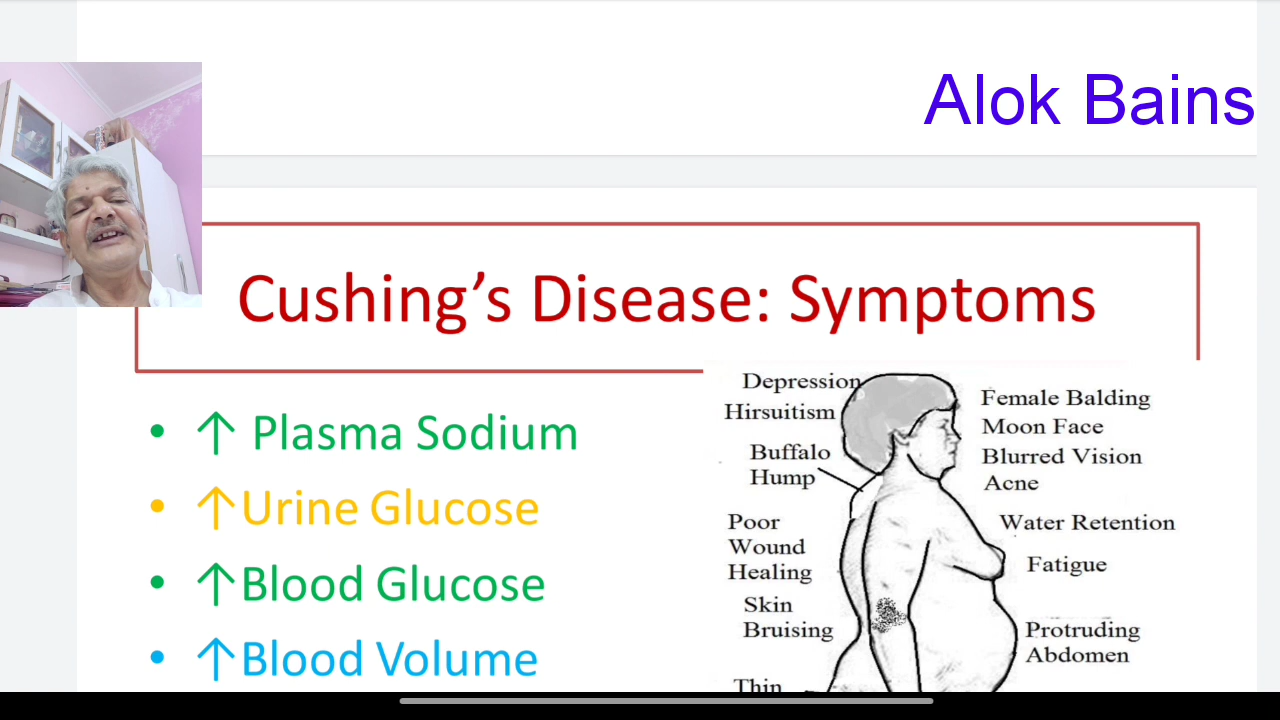 Alok Bains
Cushing’s Disease: Symptoms
• ↑ Plasma Sodium
• ↑Urine Glucose
• ↑Blood Glucose
• ↑Blood Volume
Depression
Hirsuitism
Buffalo
Hump
Poor
Wound
Healing
Skin
Bruising
Thin
Female Balding
Moon Face
Blurred Vision
Acne
Water Retention
Fatigue
Protruding
Abdomen